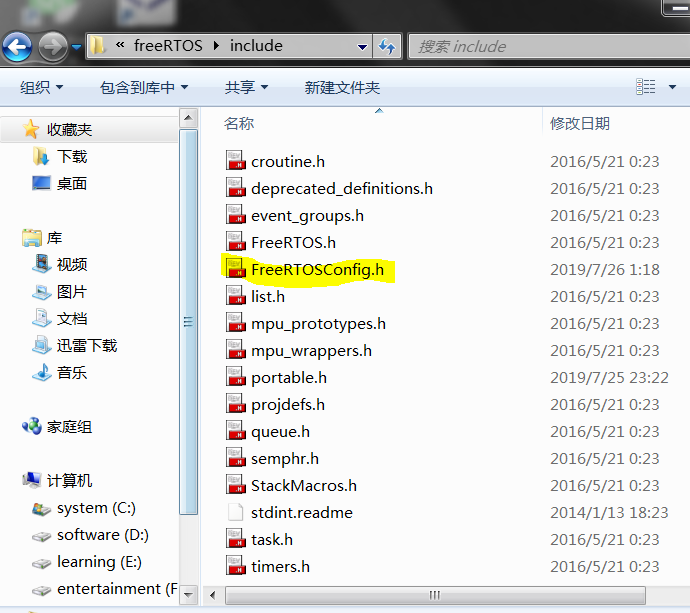 « freeRTOS ▸ include
搜索 include
组织 包含到库中 共享 新建文件夹
收藏夹
下载
桌面
库
视频
图片
文档
迅雷下载
音乐
家庭组
计算机
system (C:)
software (D:)
learning (E:)
entertainment (F
名称 修改日期
croutine.h 2016/5/21 0:23
deprecated_definitions.h 2016/5/21 0:23
event_groups.h 2016/5/21 0:23
FreeRTOS.h 2016/5/21 0:23
FreeRTOSConfig.h 2019/7/26 1:18
list.h 2016/5/21 0:23
mpu_prototypes.h 2016/5/21 0:23
mpu_wrappers.h 2016/5/21 0:23
portable.h 2019/7/25 23:22
projdefs.h 2016/5/21 0:23
queue.h 2016/5/21 0:23
semphr.h 2016/5/21 0:23
StackMacros.h 2016/5/21 0:23
stdint.readme 2014/1/13 18:23
task.h 2016/5/21 0:23
timers.h 2016/5/21 0:23